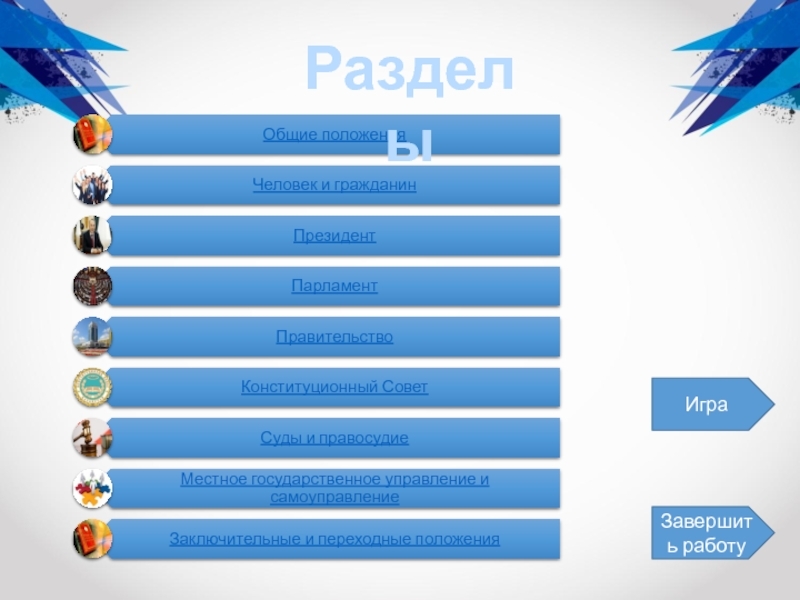 Раздел
ы
Общие положения
Человек и гражданин
Президент
Парламент
Правительство
Конституционный Совет
Суды и правосудие
Местное государственное управление и
самоуправление
Заключительные и переходные положения
Игра
Завершит
ь работу